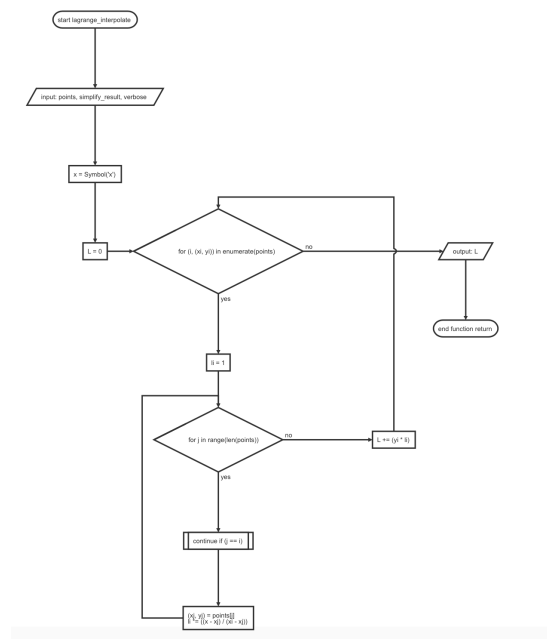 start lagrange_interpolate
input: points, simplify_result, verbose
x = Symbol('x')
L = 0
for (i, (xi, yi)) in enumerate(points)
no
output: L
yes
end function return
li = 1
for j in range(len(points))
no
L += (yi * li)
yes
continue if (j == i)
(xj, yj) = points[j]
li *= ((x - xj) / (xi - xj)))